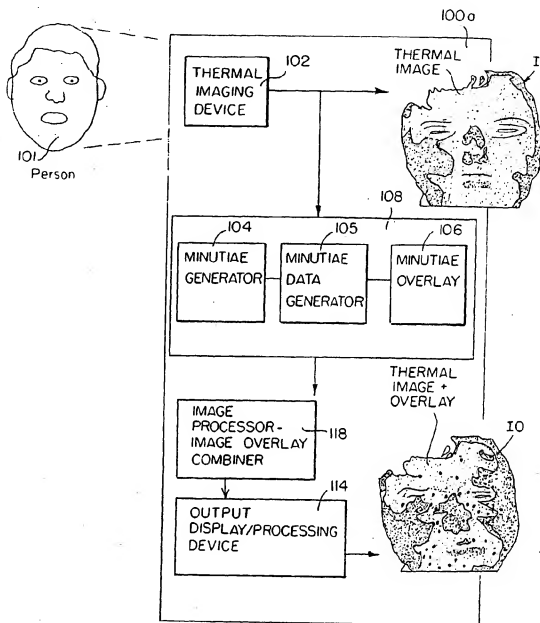 100a
THERMAL
IMAGE
I
102
THERMAL
IMAGING
DEVICE
101
Person
108
104
105
106
MINUTIAE
GENERATOR
MINUTIAE
DATA
GENERATOR
MINUTIAE
OVERLAY
THERMAL
IMAGE +
OVERLAY
IO
IMAGE
PROCESSOR-
IMAGE OVERLAY
COMBINER
118
114
OUTPUT
DISPLAY/PROCESSING
DEVICE